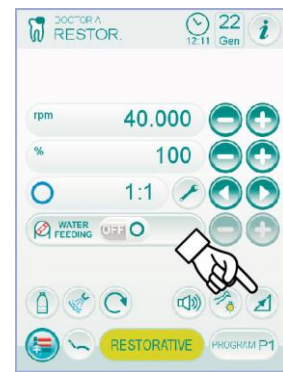 DOCTOR A
RESTOR.
12:11
22
Gen
i
rpm 40.000
% 100
1:1
WATER FEEDING OFF
RESTORATIVE PROGRAM P1